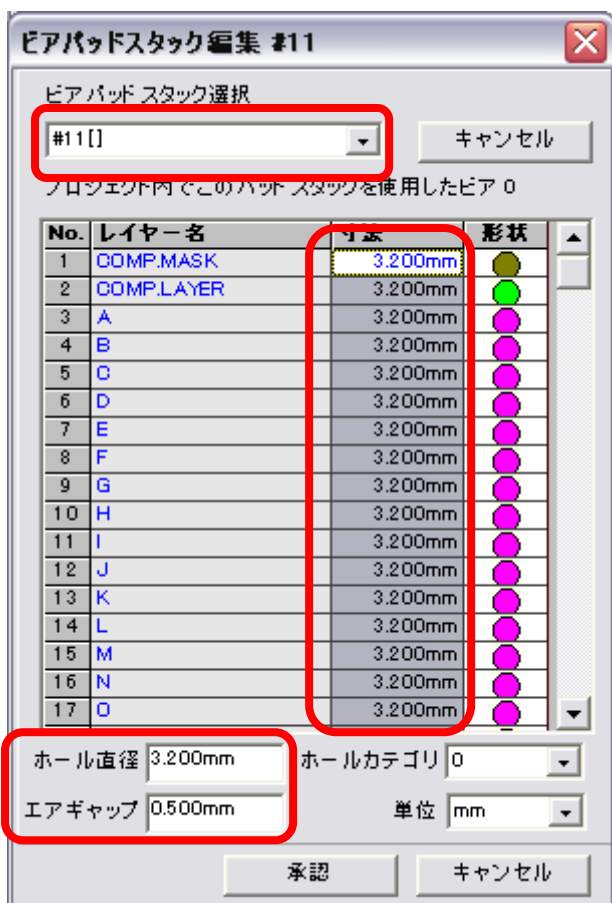 ビアパッドスタック編集 #11
ビアパッドスタック選択
#11[]
キャンセル
プロジェクト内でこのパッドスタックを使用したビア 0
No. レイヤー名 寸法 形状
1 COMP.MASK 3.200mm
2 COMP.LAYER 3.200mm
3 A 3.200mm
4 B 3.200mm
5 C 3.200mm
6 D 3.200mm
7 E 3.200mm
8 F 3.200mm
9 G 3.200mm
10 H 3.200mm
11 I 3.200mm
12 J 3.200mm
13 K 3.200mm
14 L 3.200mm
15 M 3.200mm
16 N 3.200mm
17 O 3.200mm
ホール直径 3.200mm ホールカテゴリ 0
エアギャップ 0.500mm 単位 mm
承認 キャンセル